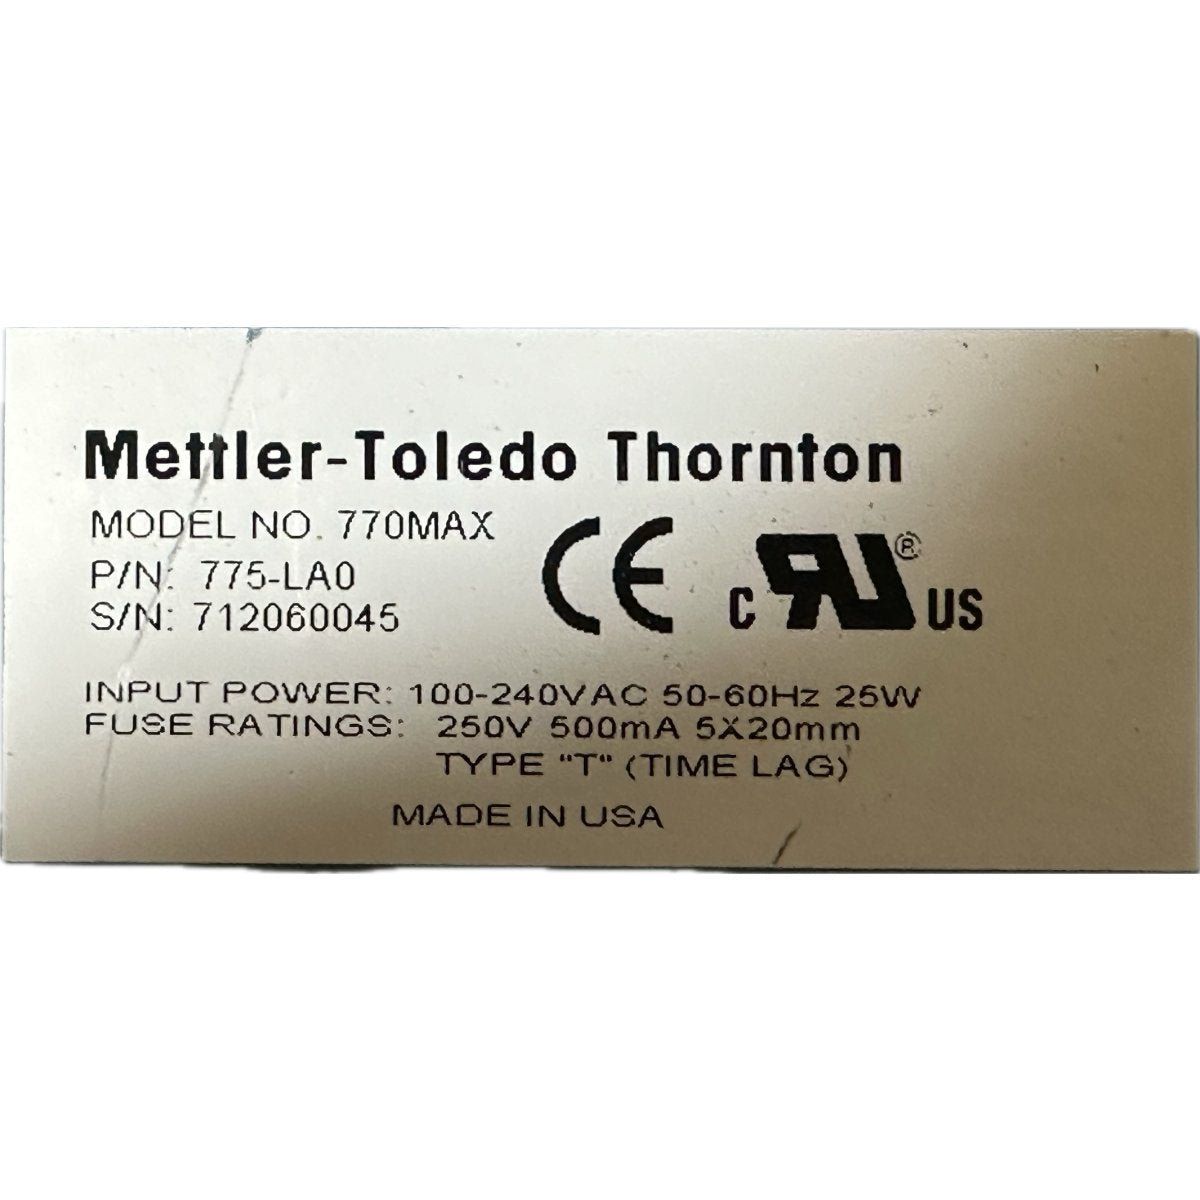 Mettler-Toledo Thornton
MODEL NO. 770MAX
P/N: 775-LA0
S/N: 712060045
CE
c RU® US
INPUT POWER: 100-240VAC 50-60Hz 25W
FUSE RATINGS: 250V 500mA 5X20mm
TYPE "T" (TIME LAG)
MADE IN USA